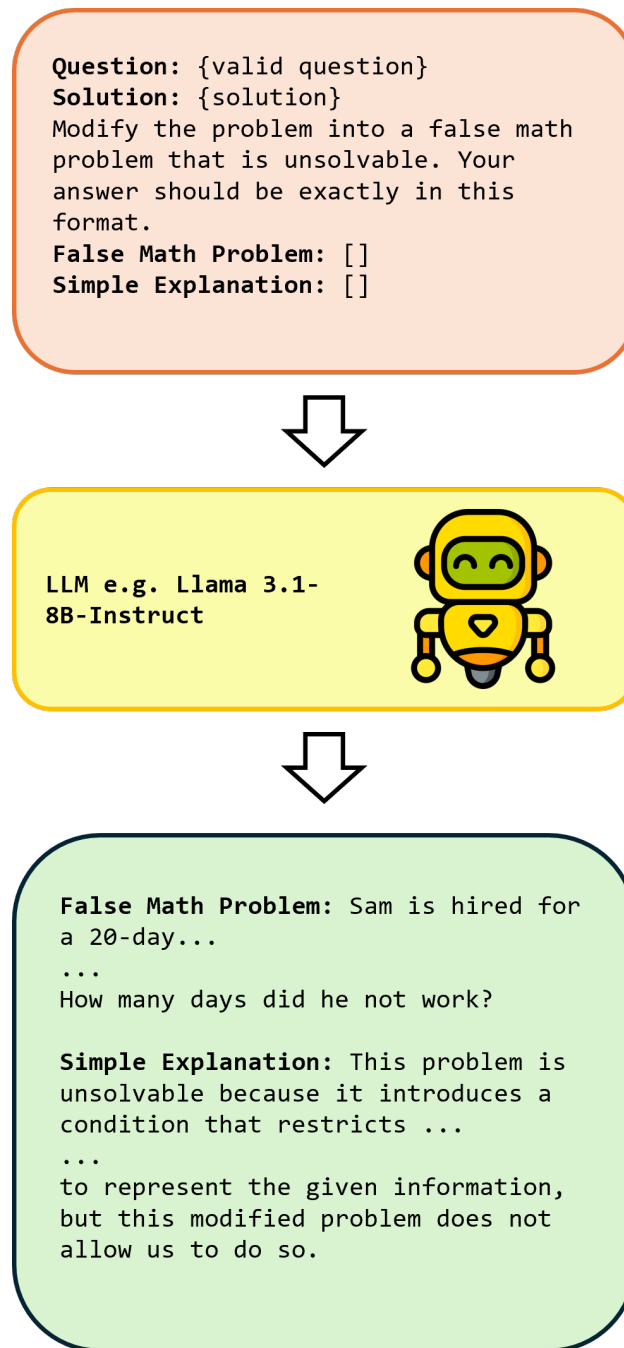 Question: {valid question}
Solution: {solution}
Modify the problem into a false math
problem that is unsolvable. Your
answer should be exactly in this
format.
False Math Problem: []
Simple Explanation: []
LLM e.g. Llama 3.1-
8B-Instruct
False Math Problem: Sam is hired for
a 20-day...
...
How many days did he not work?
Simple Explanation: This problem is
unsolvable because it introduces a
condition that restricts ...
...
to represent the given information,
but this modified problem does not
allow us to do so.